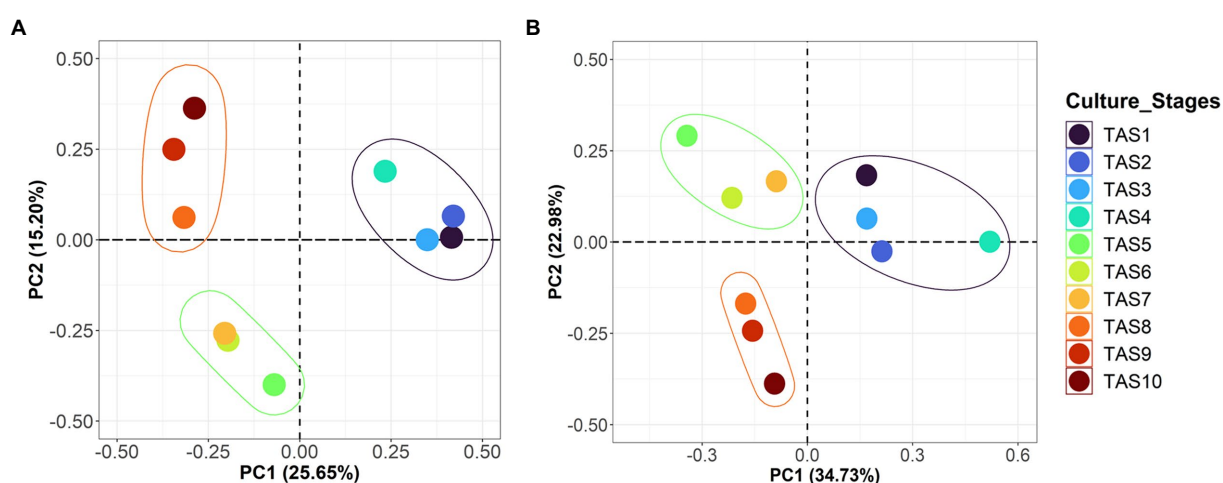 A
B
0.50
0.25
0.00
-0.25
-0.50
PC2 (15.20%)
-0.50
-0.25
0.00
0.25
0.50
PC1 (25.65%)
0.50
0.25
0.00
-0.25
-0.50
PC2 (22.98%)
-0.3
0.0
0.3
0.6
PC1 (34.73%)
Culture_Stages
TAS1
TAS2
TAS3
TAS4
TAS5
TAS6
TAS7
TAS8
TAS9
TAS10